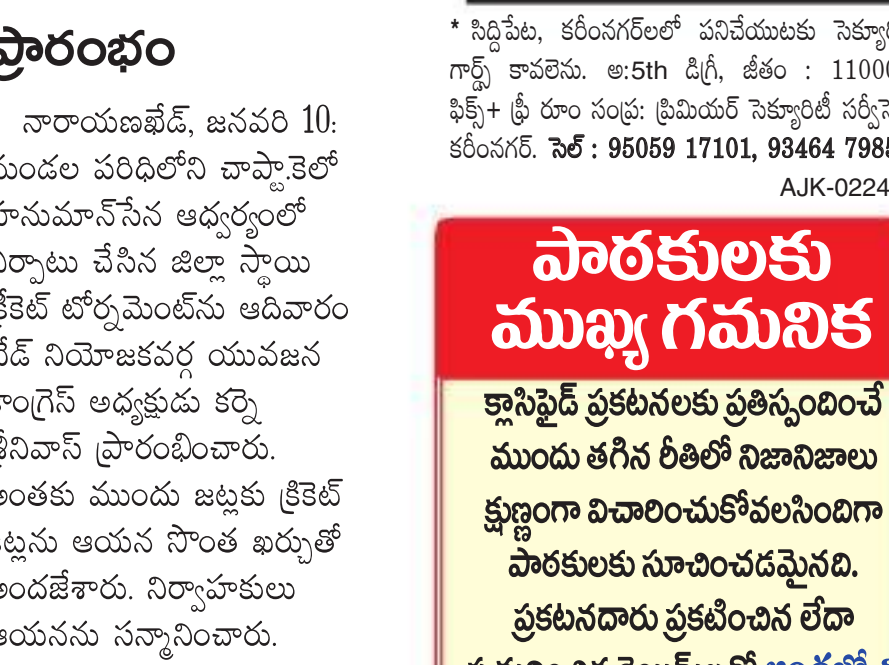 ప్రారంభం
నారాయణఖేడ్, జనవరి 10:
మండల పరిధిలోని చాప్టా.కెలో
హనుమాన్‌సేన ఆధ్వర్యంలో
ఏర్పాటు చేసిన జిల్లా స్థాయి
క్రికెట్ టోర్నమెంట్‌ను ఆదివారం
ఖేడ్ నియోజకవర్గ యువజన
కాంగ్రెస్ అధ్యక్షుడు కర్నె
శ్రీనివాస్ ప్రారంభించారు.
అంతకు ముందు జట్లకు క్రికెట్
కిట్లను ఆయన సొంత ఖర్చుతో
అందజేశారు. నిర్వాహకులు
ఆయనను సన్మానించారు.
* సిద్దిపేట, కరీంనగర్‌లలో పనిచేయుటకు
గార్డ్స్ కావలెను. అ:5th డిగ్రీ, జీతం : 11000
ఫిక్స్+ ఫ్రీ రూం సంప్ర: ప్రిమియర్ సెక్యూరిటీ
కరీంనగర్. సెల్ : 95059 17101, 93464 7985
AJK-0224
పాఠకులకు
ముఖ్య గమనిక
క్లాసిఫైడ్ ప్రకటనలకు ప్రతిస్పందించే
ముందు తగిన రీతిలో నిజానిజాలు
క్షుణ్ణంగా విచారించుకోవలసిందిగా
పాఠకులకు సూచించడమైనది.
ప్రకటనదారు ప్రకటించిన లేదా